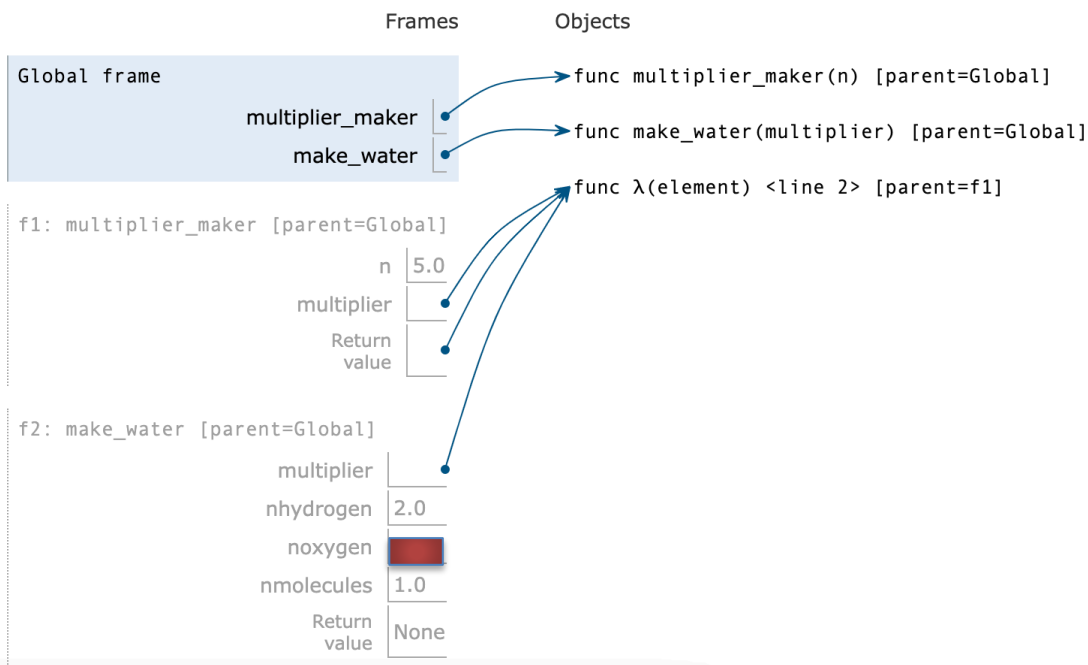 Frames Objects
Global frame
func multiplier_maker(n) [parent=Global]
multiplier_maker
func make_water(multiplier) [parent=Global]
make_water
func λ(element) <line 2> [parent=f1]
f1: multiplier_maker [parent=Global]
n 5.0
multiplier
Return
value
f2: make_water [parent=Global]
multiplier
nhydrogen 2.0
noxygen
nmolecules 1.0
Return
value None